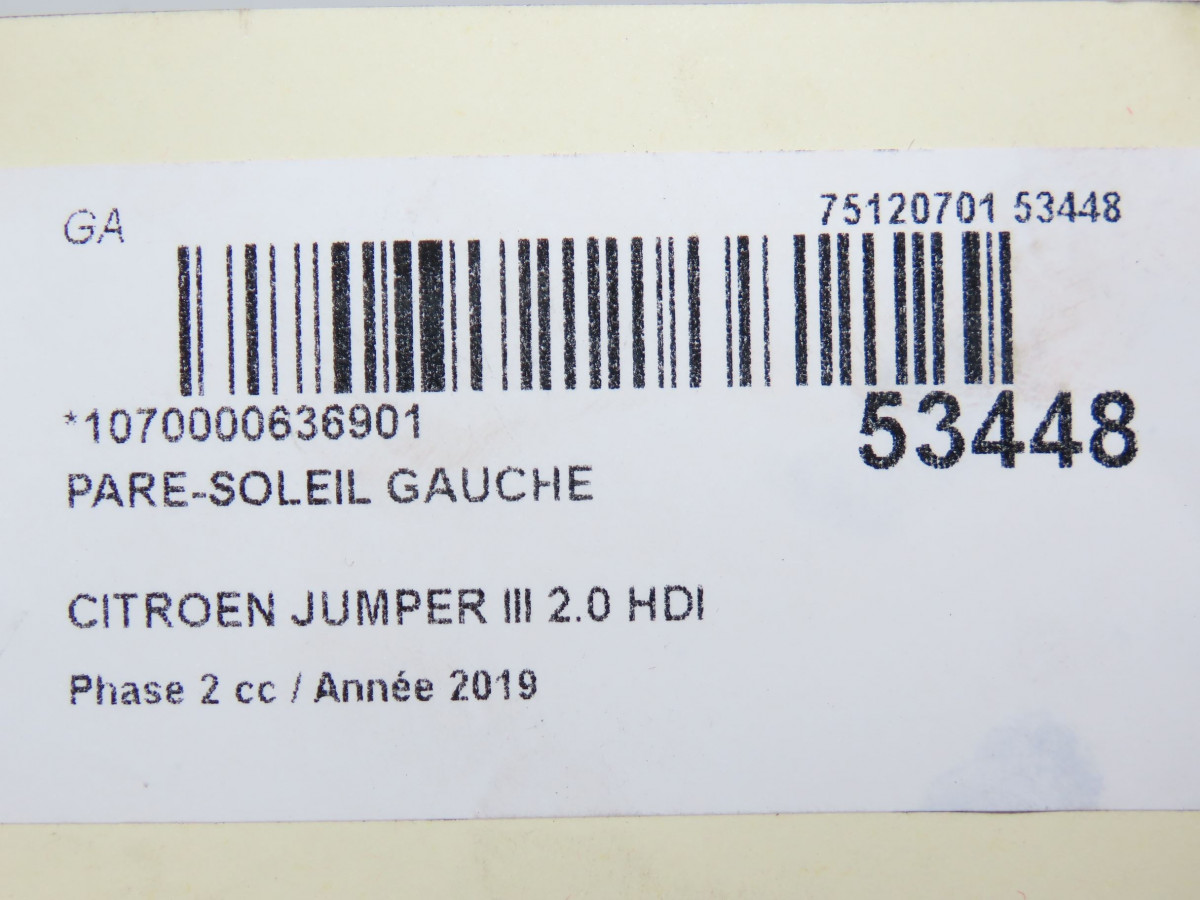 GA
75120701 53448
*1070000636901
53448
PARE-SOLEIL GAUCHE
CITROEN JUMPER III 2.0 HDI
Phase 2 cc / Année 2019